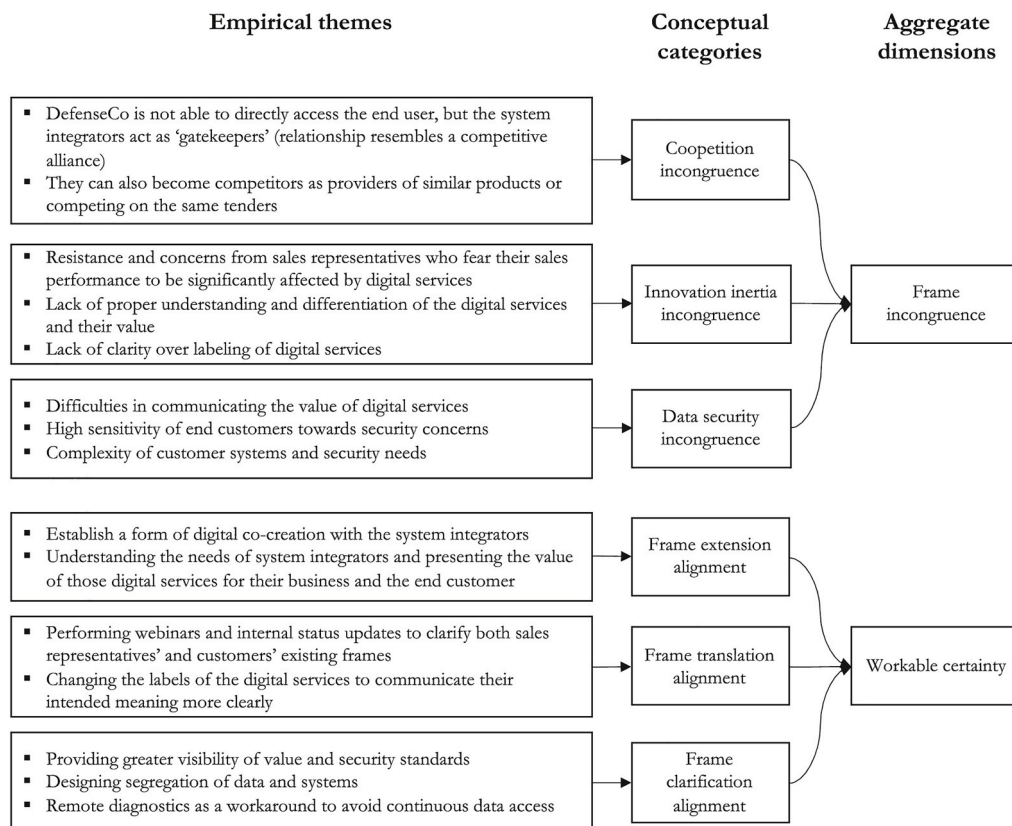 Empirical themes
Conceptual
categories
Aggregate
dimensions
▪ DefenseCo is not able to directly access the end user, but the system
integrators act as ‘gatekeepers’ (relationship resembles a competitive
alliance)
▪ They can also become competitors as providers of similar products or
competing on the same tenders
Coopetition
incongruence
▪ Resistance and concerns from sales representatives who fear their sales
performance to be significantly affected by digital services
▪ Lack of proper understanding and differentiation of the digital services
and their value
▪ Lack of clarity over labeling of digital services
Innovation inertia
incongruence
Frame
incongruence
▪ Difficulties in communicating the value of digital services
▪ High sensitivity of end customers towards security concerns
▪ Complexity of customer systems and security needs
Data security
incongruence
▪ Establish a form of digital co-creation with the system integrators
▪ Understanding the needs of system integrators and presenting the value
of those digital services for their business and the end customer
Frame extension
alignment
▪ Performing webinars and internal status updates to clarify both sales
representatives’ and customers’ existing frames
▪ Changing the labels of the digital services to communicate their
intended meaning more clearly
Frame translation
alignment
Workable certainty
▪ Providing greater visibility of value and security standards
▪ Designing segregation of data and systems
▪ Remote diagnostics as a workaround to avoid continuous data access
Frame
clarification
alignment